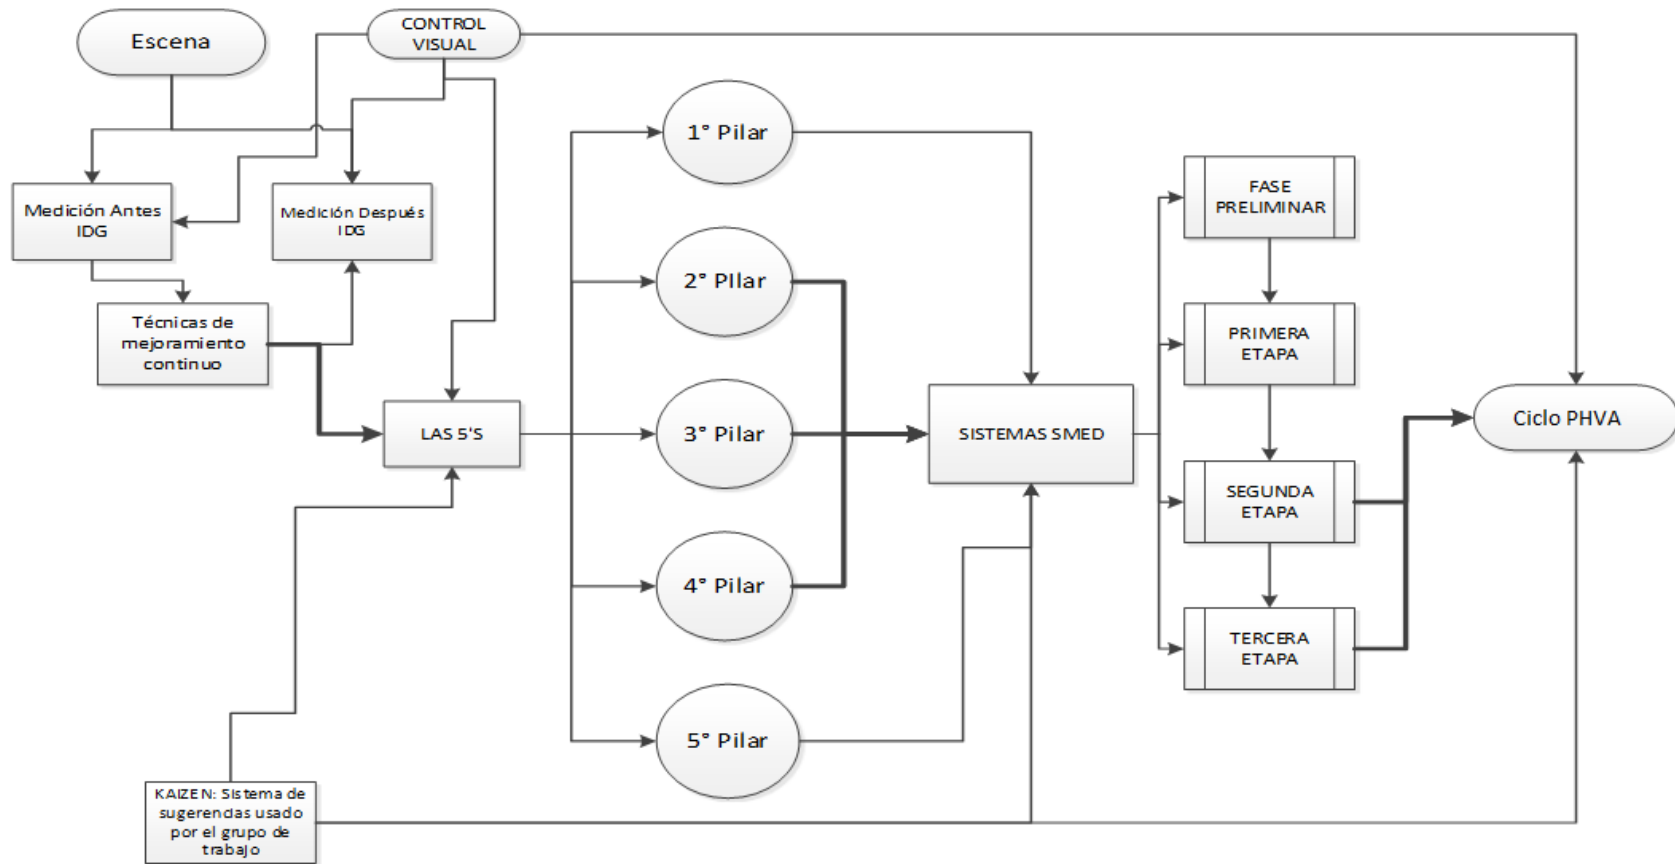 Escena
CONTROL
VISUAL
Medición Antes
IDG
Medición Después
IDG
Técnicas de
mejoramiento
continuo
LAS 5'S
KAIZEN: Sistema de
sugerencias usado
por el grupo de
trabajo
1° Pilar
2° PIlar
3° Pilar
4° Pilar
5° Pilar
SISTEMAS SMED
FASE
PRELIMINAR
PRIMERA
ETAPA
SEGUNDA
ETAPA
TERCERA
ETAPA
Ciclo PHVA